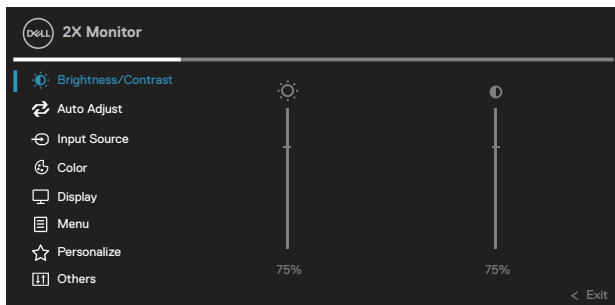 DELL 2X Monitor
Brightness/Contrast
Auto Adjust
Input Source
Color
Display
Menu
Personalize
Others
75% 75%
< Exit